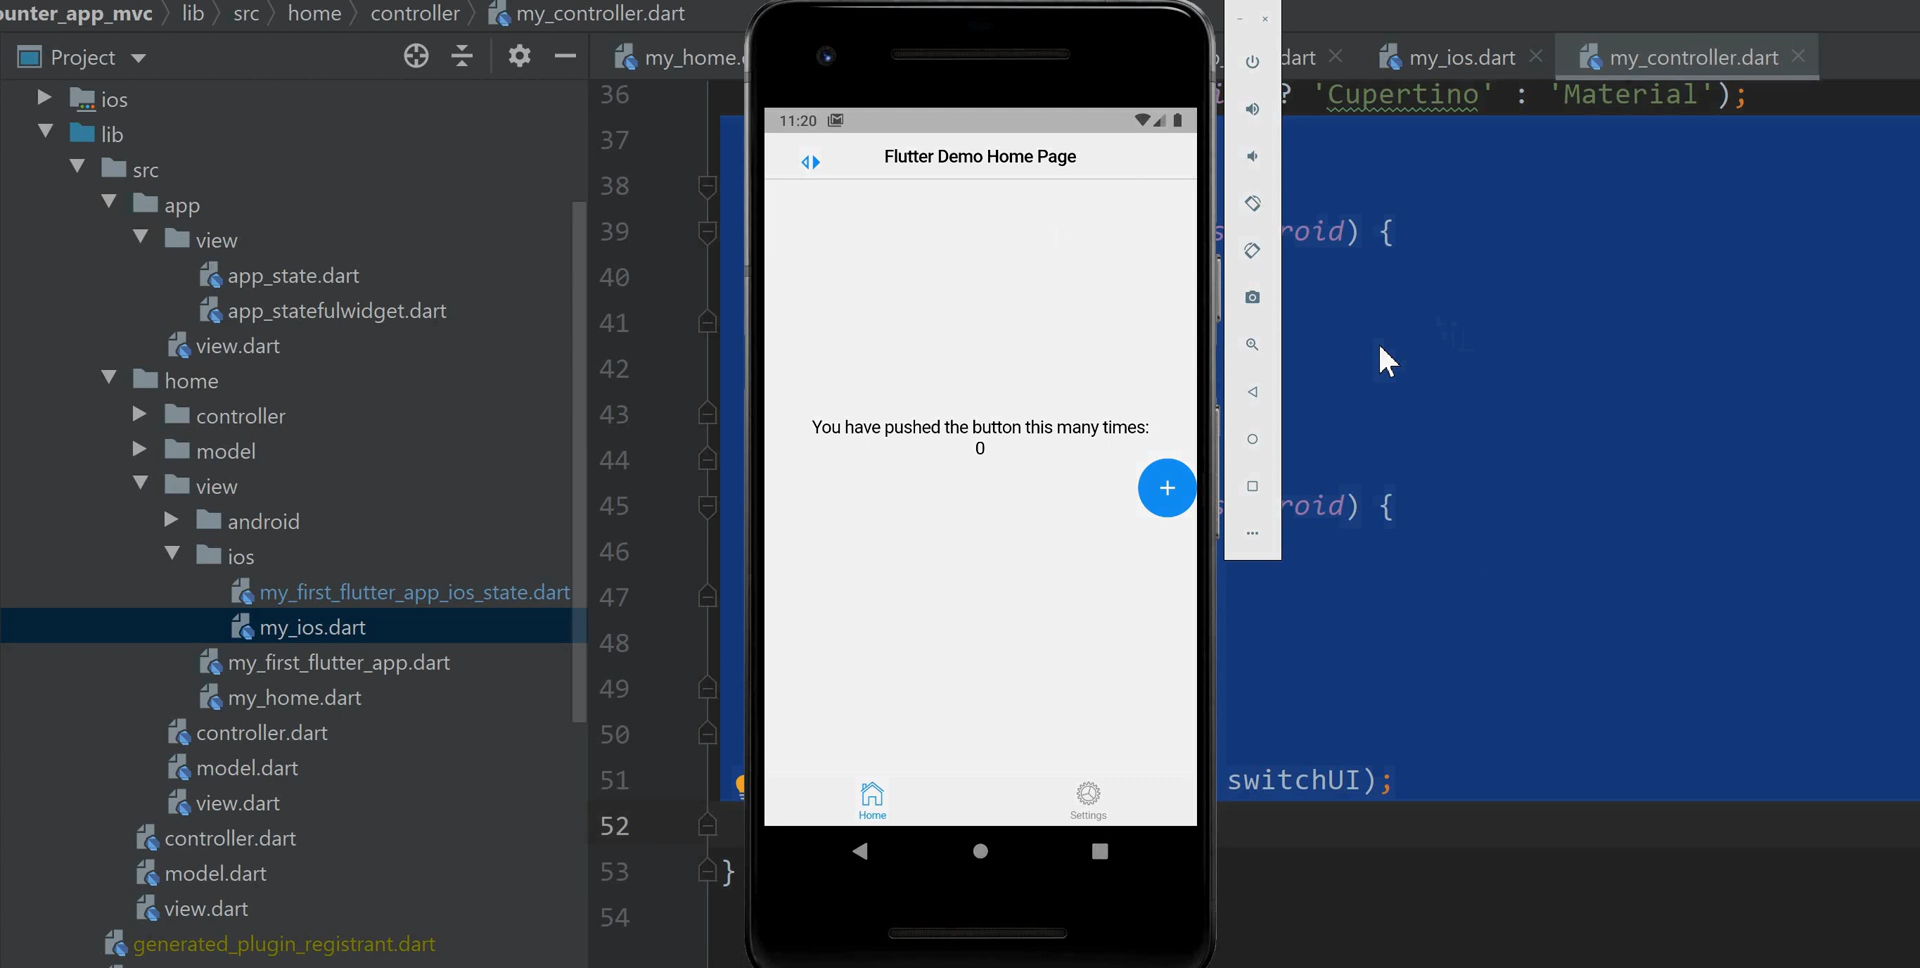 ounter_app_mvc
lib
src
home
controller
my_controller.dart
Project
my_home.
dart
my_ios.dart
my_controller.dart
ios
lib
src
app
view
app_state.dart
app_statefulwidget.dart
view.dart
home
controller
model
view
android
ios
my_first_flutter_app_ios_state.dart
my_ios.dart
my_first_flutter_app.dart
my_home.dart
controller.dart
model.dart
view.dart
controller.dart
model.dart
view.dart
generated_plugin_registrant.dart
36 ? 'Cupertino' : 'Material');
37
38
39 roid) {
40
41
42
43
44
45 roid) {
46
47
48
49
50
51 switchUI);
52
53 }
54
11:20
Flutter Demo Home Page
You have pushed the button this many times:
0
+
Home
Settings